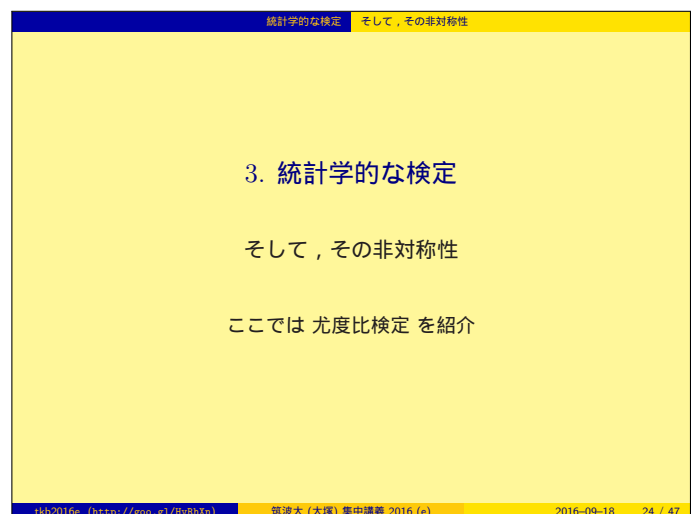 統計学的な検定 そして , その非対称性
3. 統計学的な検定
そして , その非対称性
ここでは 尤度比検定 を紹介
tkb2016e (http://goo.gl/HvBhXn) 筑波大 (大塚) 集中講義 2016 (e) 2016–09–18 24 / 47